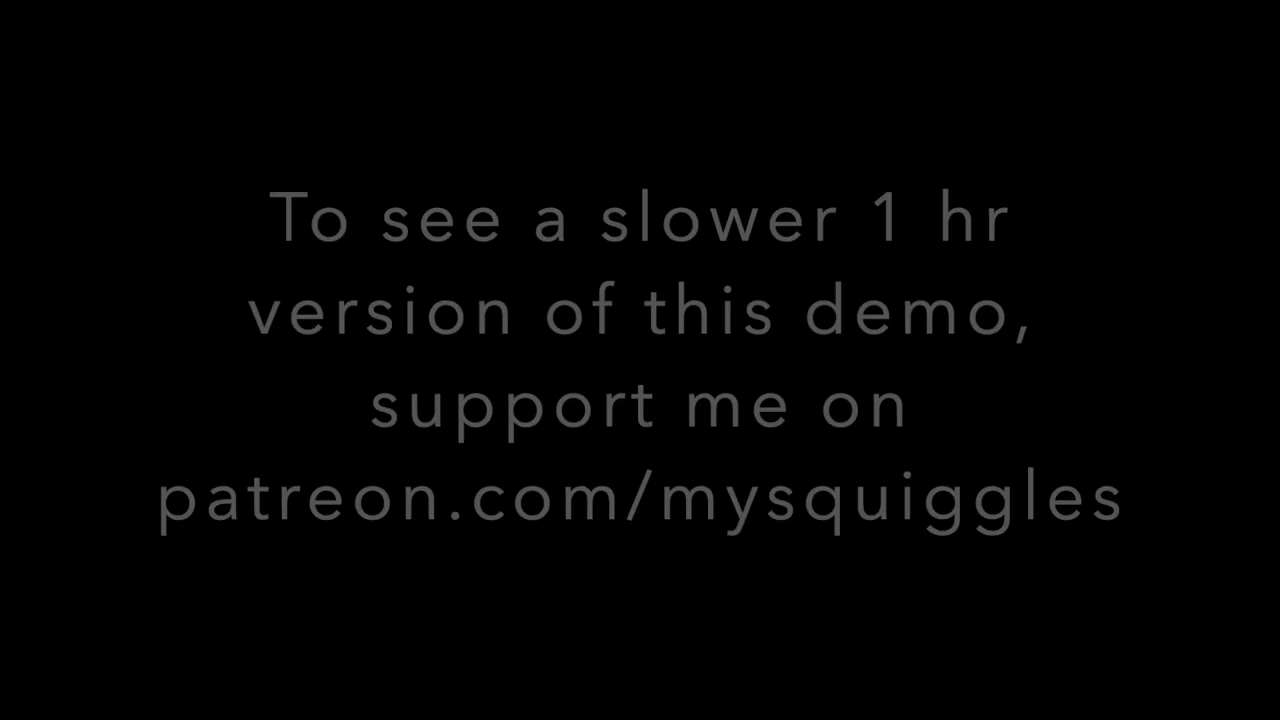 To see a slower 1 hr
version of this demo,
support me on
patreon.com/mysquiggles